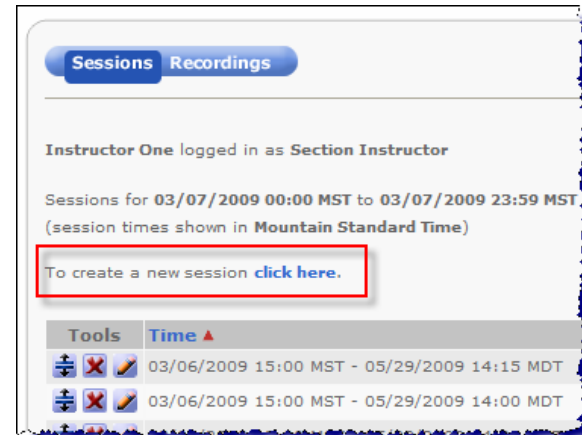 Sessions Recordings
Instructor One logged in as Section Instructor
Sessions for 03/07/2009 00:00 MST to 03/07/2009 23:59 MST
(session times shown in Mountain Standard Time)
To create a new session click here.
Tools Time
03/06/2009 15:00 MST - 05/29/2009 14:15 MDT
03/06/2009 15:00 MST - 05/29/2009 14:00 MDT